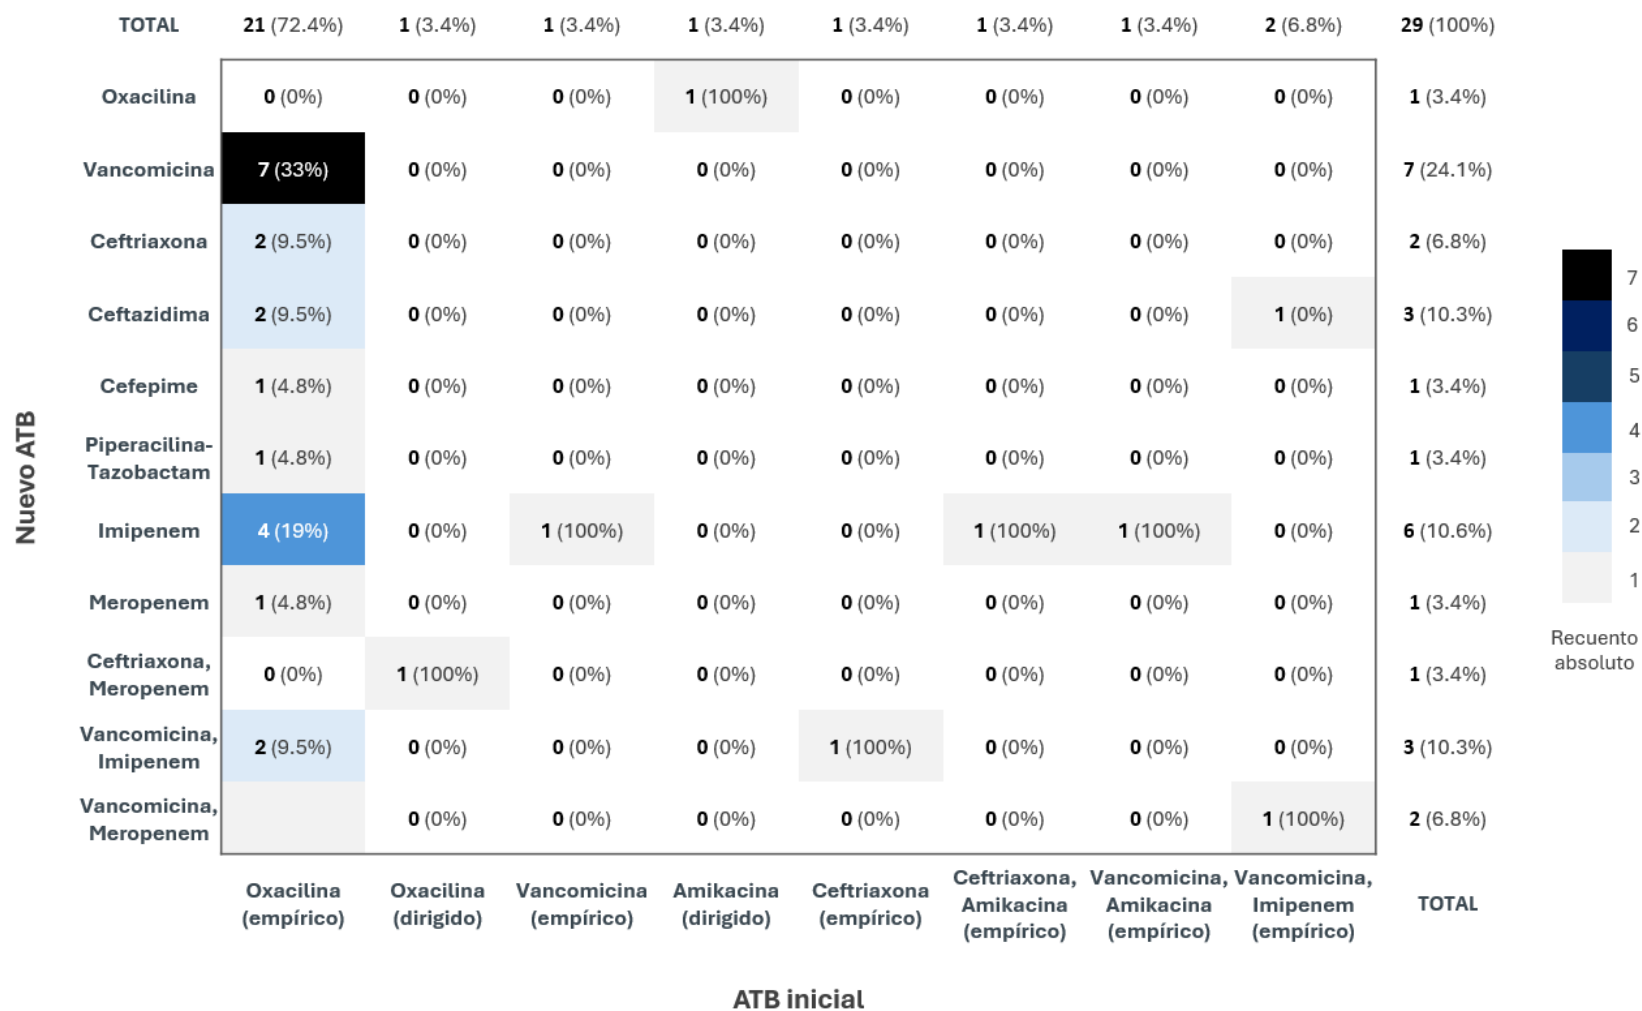 TOTAL 21 (72.4%) 1 (3.4%) 1 (3.4%) 1 (3.4%) 1 (3.4%) 1 (3.4%) 1 (3.4%) 2 (6.8%) 29 (100%)
Oxacilina 0 (0%) 0 (0%) 0 (0%) 1 (100%) 0 (0%) 0 (0%) 0 (0%) 0 (0%) 1 (3.4%)
Vancomicina 7 (33%) 0 (0%) 0 (0%) 0 (0%) 0 (0%) 0 (0%) 0 (0%) 0 (0%) 7 (24.1%)
Ceftriaxona 2 (9.5%) 0 (0%) 0 (0%) 0 (0%) 0 (0%) 0 (0%) 0 (0%) 0 (0%) 2 (6.8%)
Ceftazidima 2 (9.5%) 0 (0%) 0 (0%) 0 (0%) 0 (0%) 0 (0%) 0 (0%) 1 (0%) 3 (10.3%)
Cefepime 1 (4.8%) 0 (0%) 0 (0%) 0 (0%) 0 (0%) 0 (0%) 0 (0%) 0 (0%) 1 (3.4%)
Piperacilina-
Tazobactam 1 (4.8%) 0 (0%) 0 (0%) 0 (0%) 0 (0%) 0 (0%) 0 (0%) 0 (0%) 1 (3.4%)
Imipenem 4 (19%) 0 (0%) 1 (100%) 0 (0%) 0 (0%) 1 (100%) 1 (100%) 0 (0%) 6 (10.6%)
Meropenem 1 (4.8%) 0 (0%) 0 (0%) 0 (0%) 0 (0%) 0 (0%) 0 (0%) 0 (0%) 1 (3.4%)
Ceftriaxona,
Meropenem 0 (0%) 1 (100%) 0 (0%) 0 (0%) 0 (0%) 0 (0%) 0 (0%) 0 (0%) 1 (3.4%)
Vancomicina,
Imipenem 2 (9.5%) 0 (0%) 0 (0%) 0 (0%) 1 (100%) 0 (0%) 0 (0%) 0 (0%) 3 (10.3%)
Vancomicina,
Meropenem 0 (0%) 0 (0%) 0 (0%) 0 (0%) 0 (0%) 0 (0%) 1 (100%) 2 (6.8%)
Oxacilina
(empírico)
Oxacilina
(dirigido)
Vancomicina
(empírico)
Amikacina
(dirigido)
Ceftriaxona
(empírico)
Ceftriaxona,
Amikacina
(empírico)
Vancomicina,
Amikacina
(empírico)
Vancomicina,
Imipenem
(empírico)
TOTAL
ATB inicial
Nuevo ATB
7
6
5
4
3
2
1
Recuento
absoluto